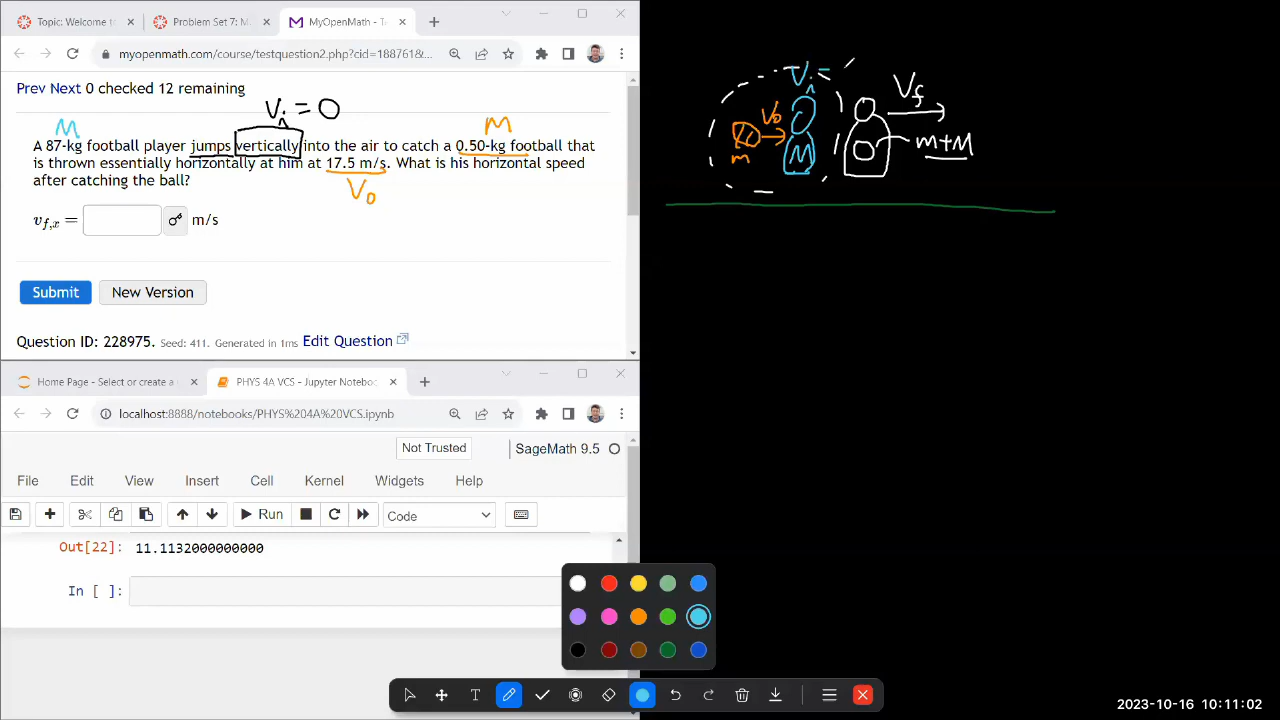 Topic: Welcome to
Problem Set 7: M
MyOpenMath - Ta
myopenmath.com/course/testquestion2.php?cid=188761&...
Prev Next 0 checked 12 remaining
Vi = 0
M
m
A 87-kg football player jumps vertically into the air to catch a 0.50-kg football that
is thrown essentially horizontally at him at 17.5 m/s. What is his horizontal speed
after catching the ball?
V0
vf,x = m/s
Submit New Version
Question ID: 228975. Seed: 411. Generated in 1ms Edit Question
Home Page - Select or create a
PHYS 4A VCS - Jupyter Noteboo
localhost:8888/notebooks/PHYS%204A%20VCS.ipynb
Not Trusted SageMath 9.5
File Edit View Insert Cell Kernel Widgets Help
Run Code
Out[22]: 11.1132000000000
In [ ]:
Vi =
Vf
V0
m
M
m+M
T
2023-10-16 10:11:02